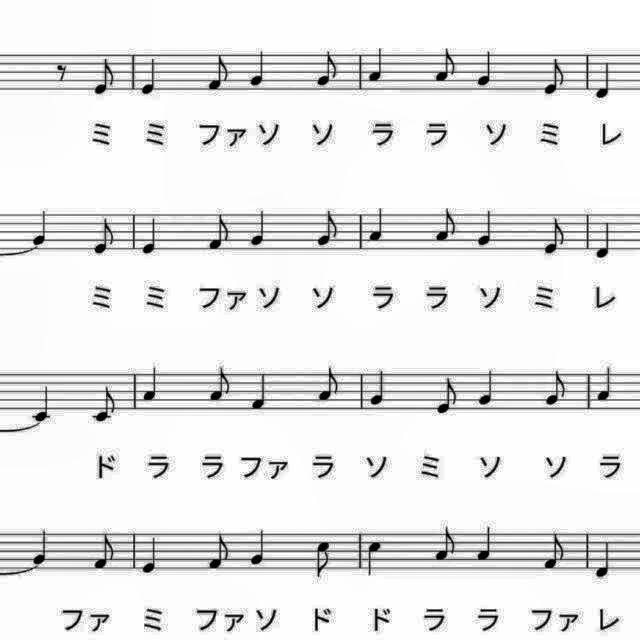 ミ ミ ファ ソ ソ ラ ラ ソ ミ レ
ミ ミ ファ ソ ソ ラ ラ ソ ミ レ
ド ラ ラ ファ ラ ソ ミ ソ ソ ラ
ファ ミ ファ ソ ド ド ラ ラ ファ レ